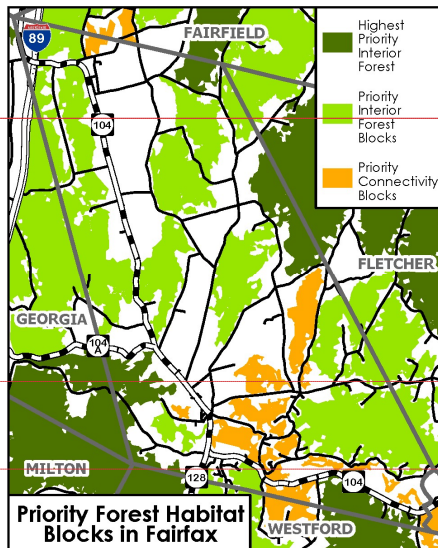 INTERSTATE
89
FAIRFIELD
Highest
Priority
Interior
Forest
Priority
Interior
Forest
Blocks
Priority
Connectivity
Blocks
104
FLETCHER
GEORGIA
104
A
MILTON
128
104
WESTFORD
Priority Forest Habitat
Blocks in Fairfax